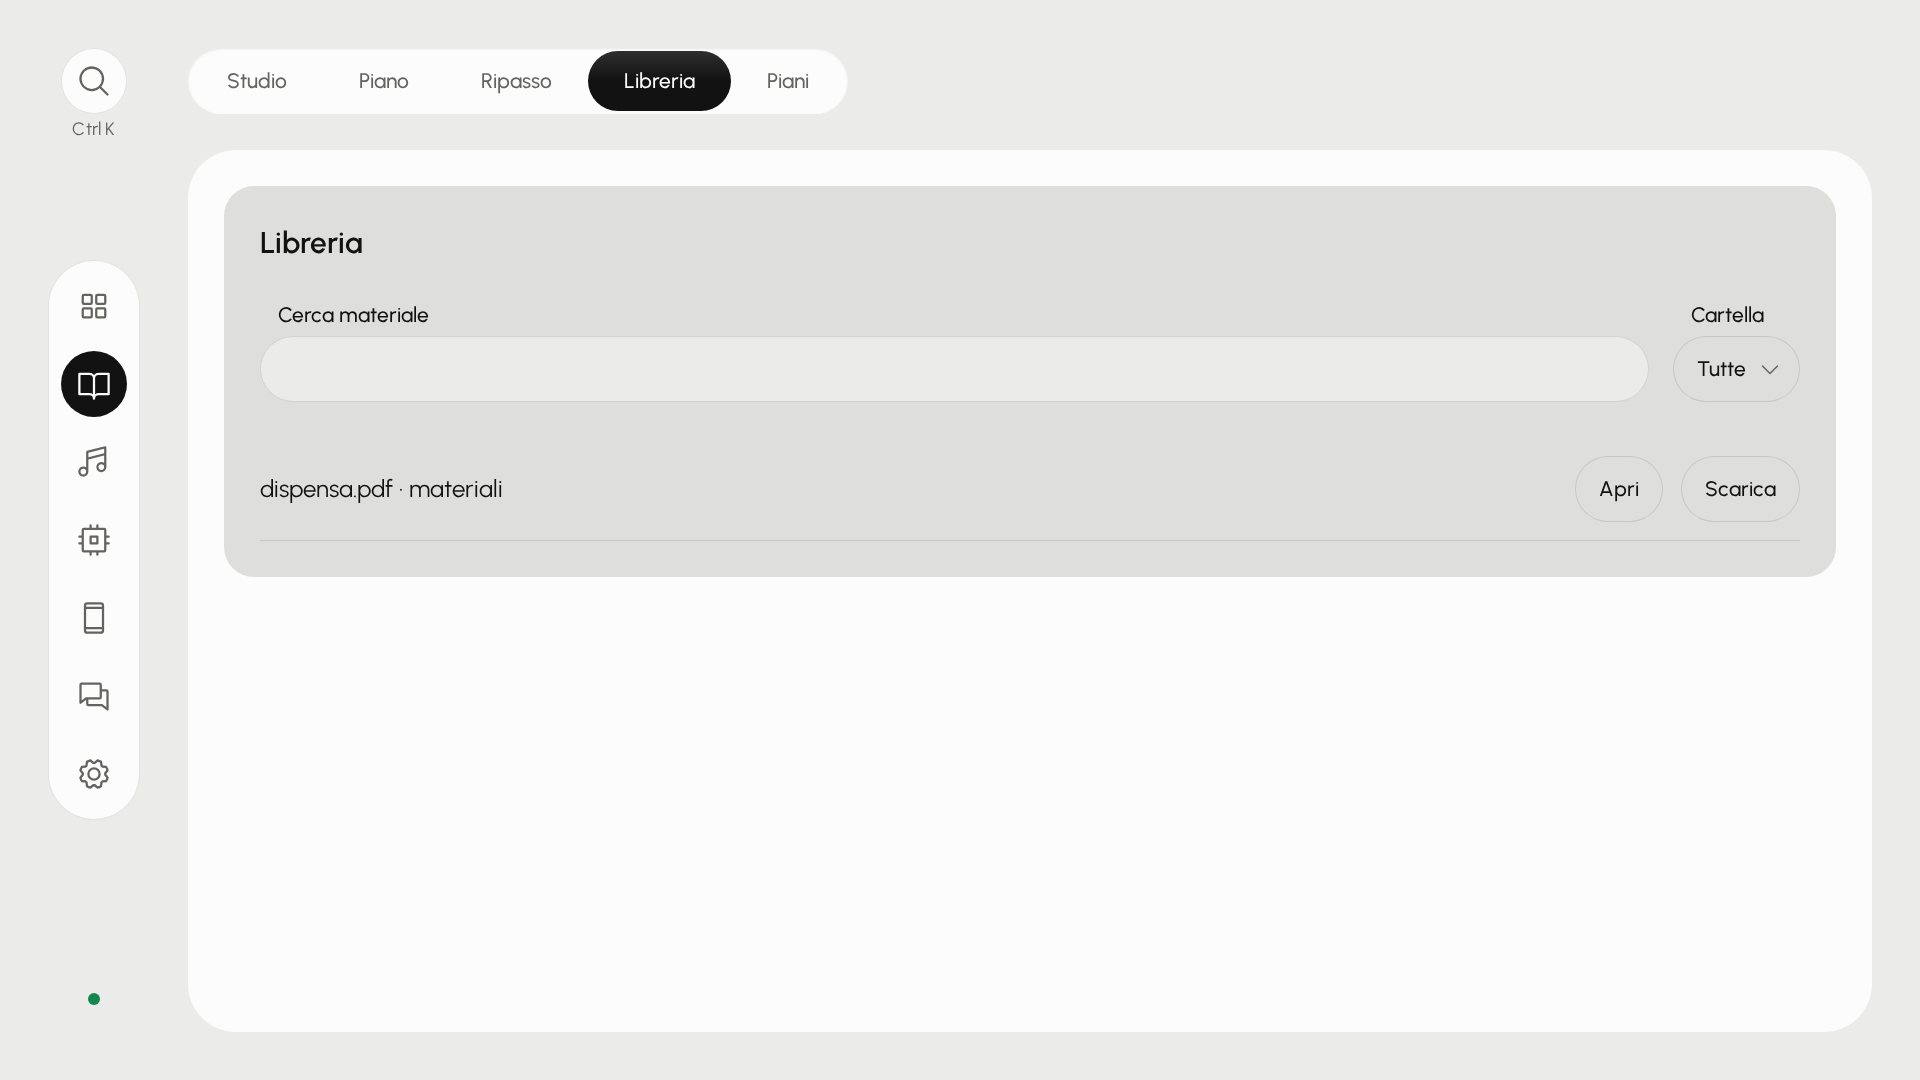 Studio Piano Ripasso Libreria Piani
Ctrl K
Libreria
Cerca materiale Cartella
Tutte
dispensa.pdf · materiali Apri Scarica